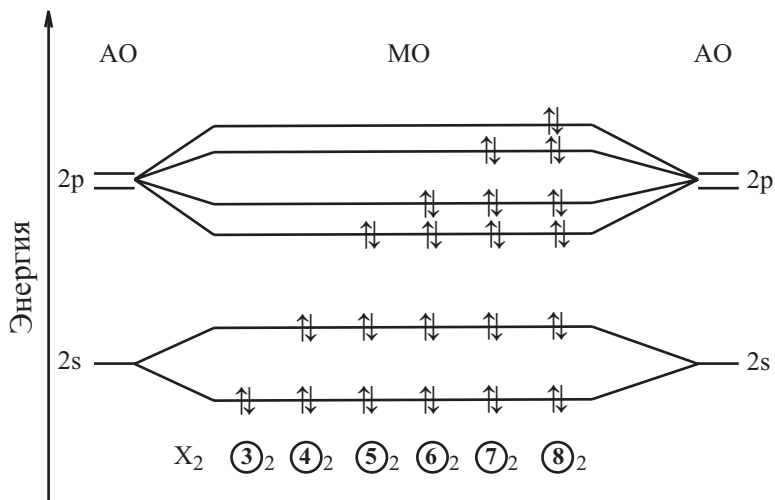 АО МО АО
2p 2p
Энергия
2s 2s
X₂ ③₂ ④₂ ⑤₂ ⑥₂ ⑦₂ ⑧₂